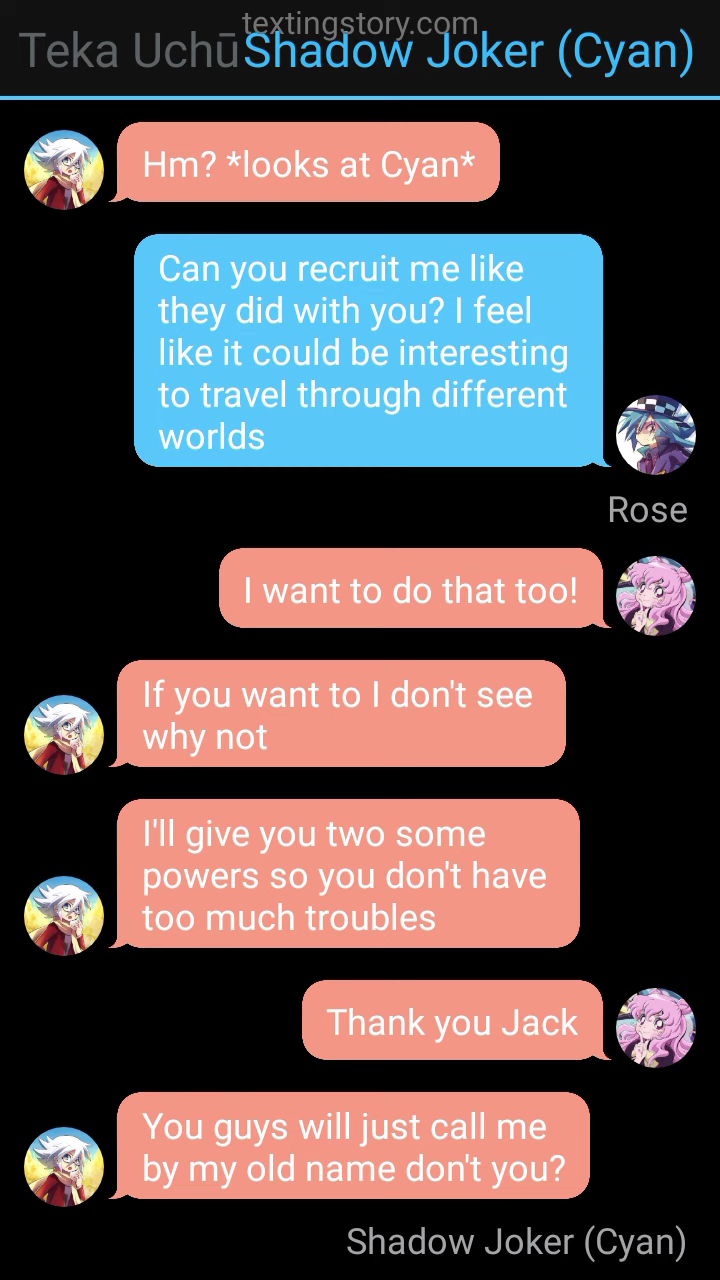 textingstory.com
Teka Uchū Shadow Joker (Cyan)
Hm? *looks at Cyan*
Can you recruit me like
they did with you? I feel
like it could be interesting
to travel through different
worlds
Rose
I want to do that too!
If you want to I don't see
why not
I'll give you two some
powers so you don't have
too much troubles
Thank you Jack
You guys will just call me
by my old name don't you?
Shadow Joker (Cyan)